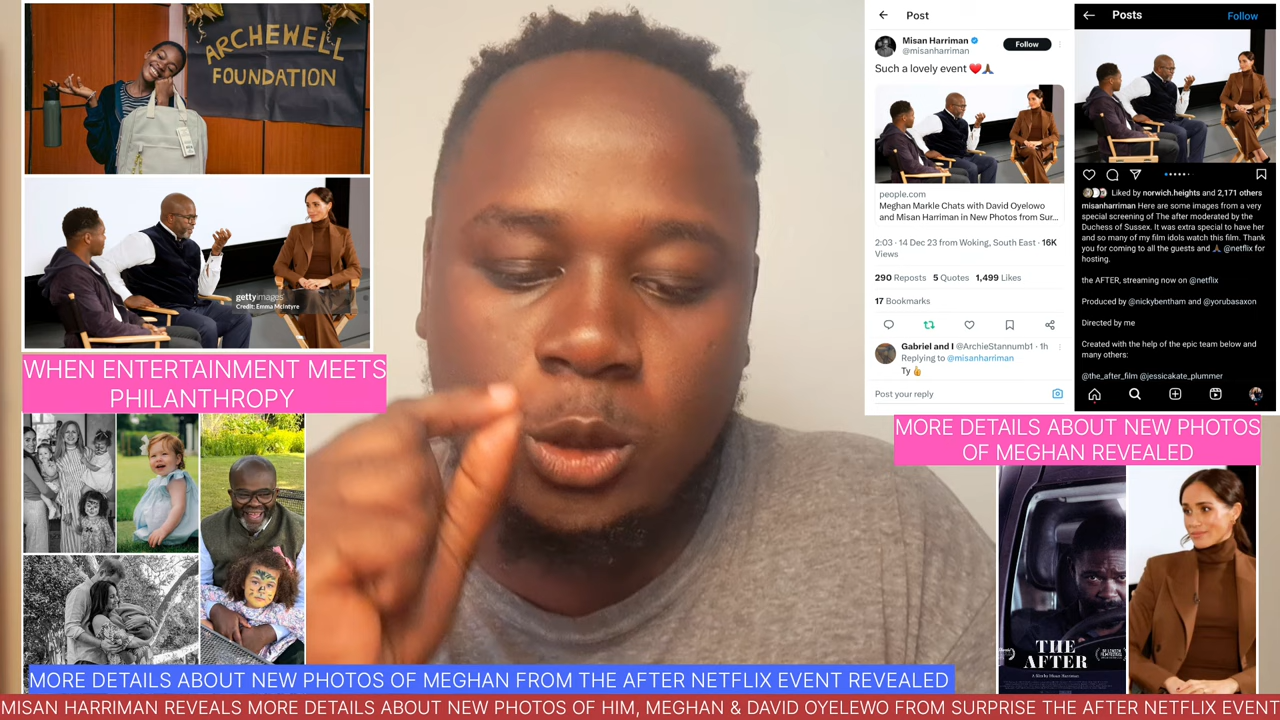 ARCHEWELL
FOUNDATION
gettyimages
Credit: Emma McIntyre
WHEN ENTERTAINMENT MEETS
PHILANTHROPY
MORE DETAILS ABOUT NEW PHOTOS OF MEGHAN FROM THE AFTER NETFLIX EVENT REVEALED
MISAN HARRIMAN REVEALS MORE DETAILS ABOUT NEW PHOTOS OF HIM, MEGHAN & DAVID OYELEWO FROM SURPRISE THE AFTER NETFLIX EVENT
Post
Misan Harriman
@misanharriman
Follow
Such a lovely event ❤️🙏🏾
people.com
Meghan Markle Chats with David Oyelowo
and Misan Harriman in New Photos from Sur...
2:03 · 14 Dec 23 from Woking, South East · 16K
Views
290 Reposts 5 Quotes 1,499 Likes
17 Bookmarks
Gabriel and I @ArchieStannumb1 · 1h
Replying to @misanharriman
Ty👍
Post your reply
Posts
Follow
Liked by norwich.heights and 2,171 others
misanharriman Here are some images from a very
special screening of The after moderated by the
Duchess of Sussex. It was extra special to have her
and so many of my film idols watch this film. Thank
you for coming to all the guests and 🙏🏾 @netflix for
hosting.
the AFTER, streaming now on @netflix
Produced by @nickybentham and @yorubasaxon
Directed by me
Created with the help of the epic team below and
many others:
@the_after_film @jessicakate_plummer
MORE DETAILS ABOUT NEW PHOTOS
OF MEGHAN REVEALED
THE
AFTER
A film by Misan Harriman